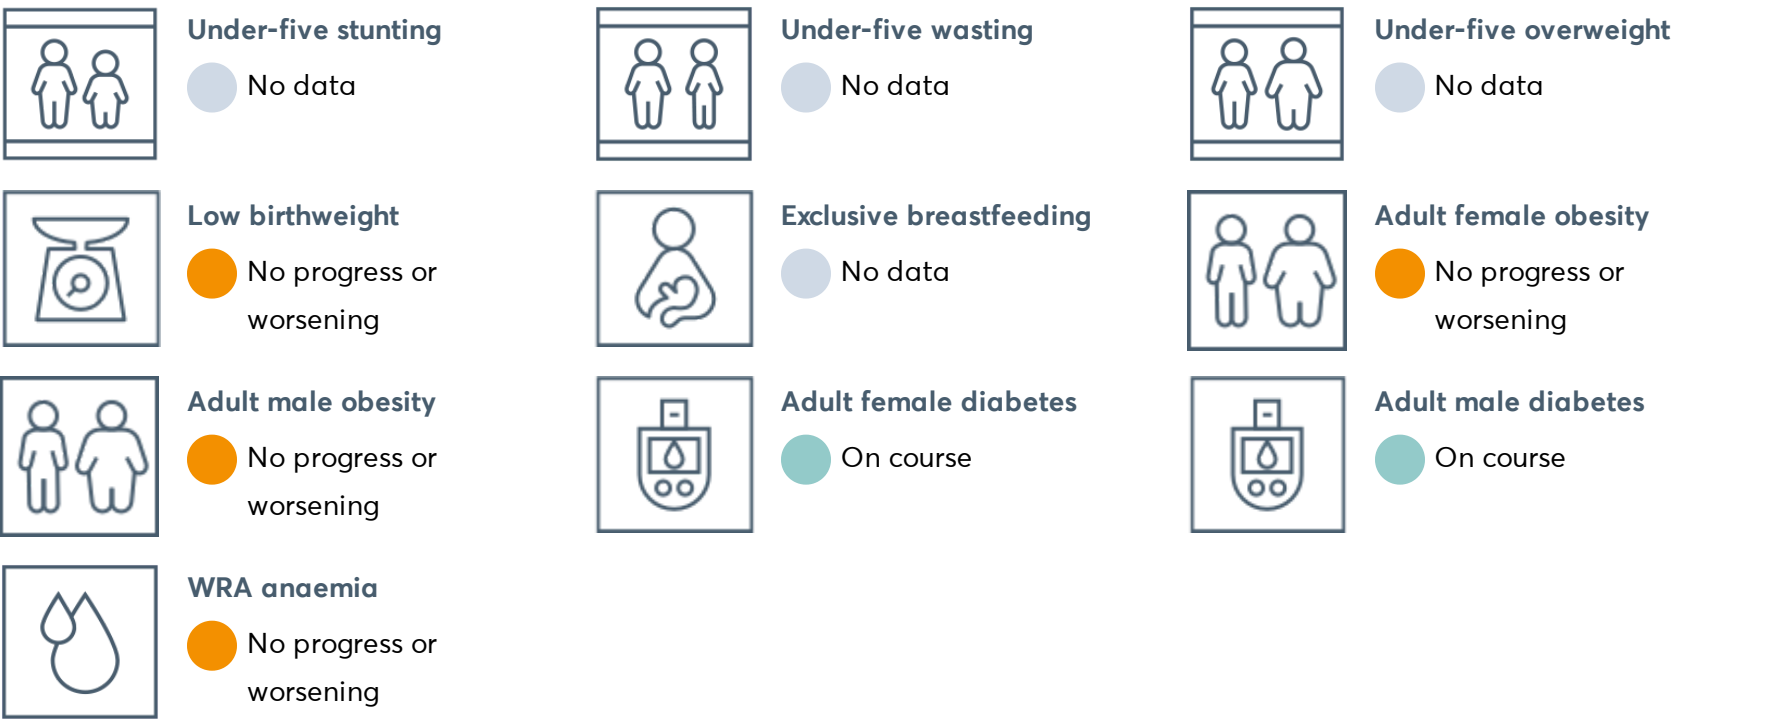 Under-five stunting
No data
Under-five wasting
No data
Under-five overweight
No data
Low birthweight
No progress or
worsening
Exclusive breastfeeding
No data
Adult female obesity
No progress or
worsening
Adult male obesity
No progress or
worsening
Adult female diabetes
On course
Adult male diabetes
On course
WRA anaemia
No progress or
worsening